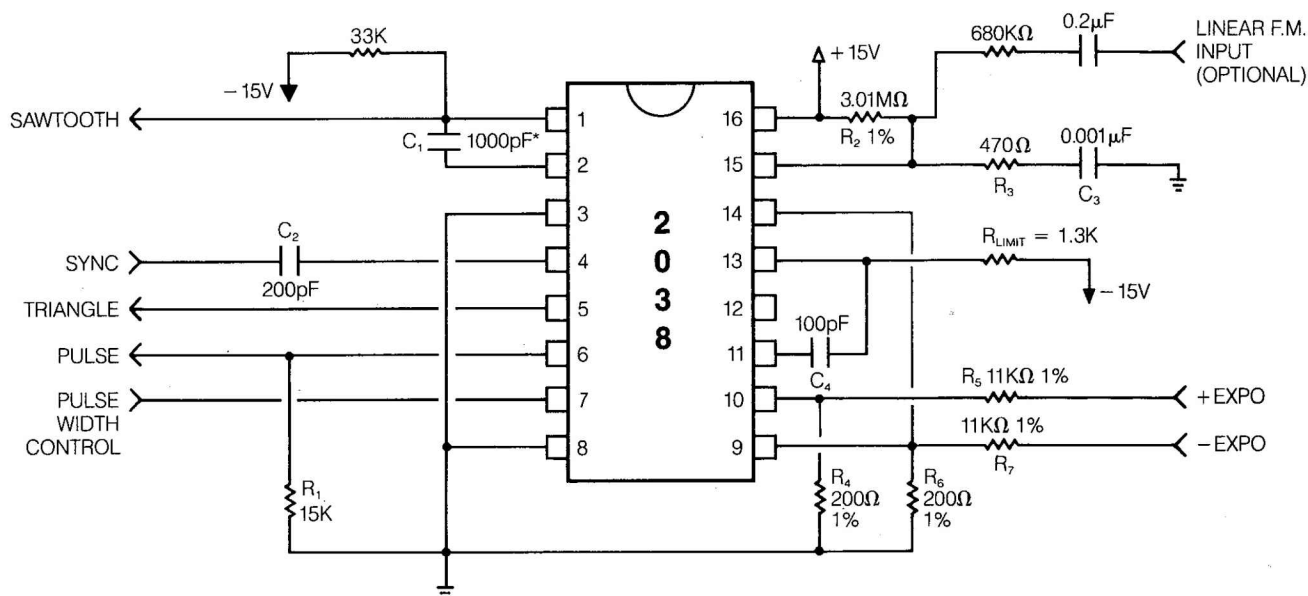 33K
−15V
SAWTOOTH
C1 1000pF*
SYNC
C2
200pF
TRIANGLE
PULSE
PULSE
WIDTH
CONTROL
R1
15K
1
2
3
4
5
6
7
8
2
0
3
8
16
15
14
13
12
11
10
9
+15V
3.01MΩ
R2 1%
680KΩ
0.2µF
LINEAR F.M.
INPUT
(OPTIONAL)
470Ω
R3
0.001µF
C3
RLIMIT = 1.3K
−15V
100pF
C4
R5 11KΩ 1%
+EXPO
11KΩ 1%
R7
−EXPO
R4
200Ω
1%
R6
200Ω
1%